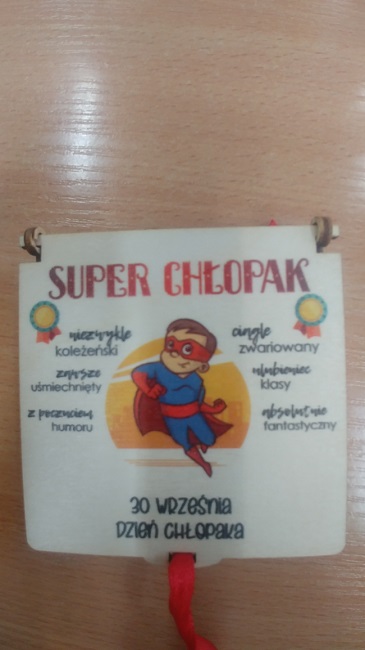 SUPER CHŁOPAK
niezwykle
koleżeński
zawsze
uśmiechnięty
z poczuciem
humoru
ciągle
zwariowany
ulubieniec
klasy
absolutnie
fantastyczny
30 WRZEŚNIA
DZIEŃ CHŁOPAKA